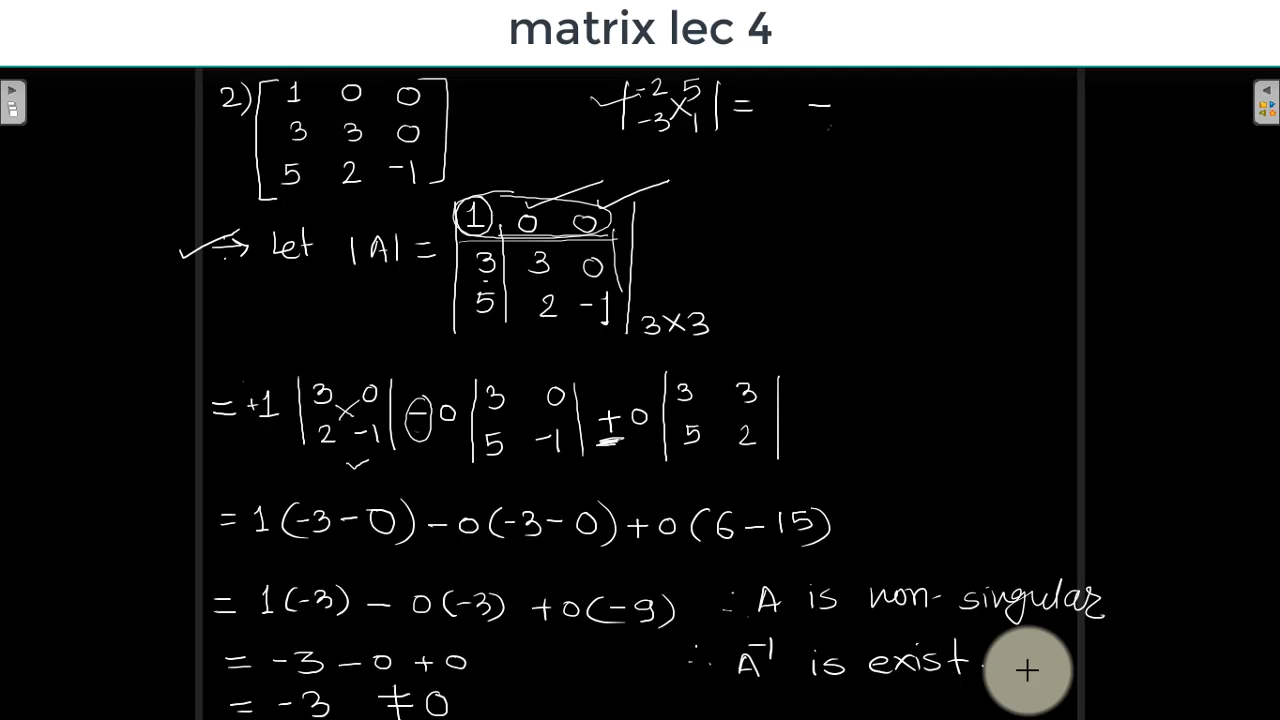 matrix lec 4
2) [ 1 0 0
3 3 0
5 2 -1 ]
| -2 5
-3 1 | = -
→ Let |A| = | 1 0 0
3 3 0
5 2 -1 | 3×3
= +1 | 3 0
2 -1 | - 0 | 3 0
5 -1 | + 0 | 3 3
5 2 |
= 1(-3 - 0) - 0(-3 - 0) + 0(6 - 15)
= 1(-3) - 0(-3) + 0(-9)
∴ A is non-singular
= -3 - 0 + 0
∴ A⁻¹ is exist.
= -3 ≠ 0